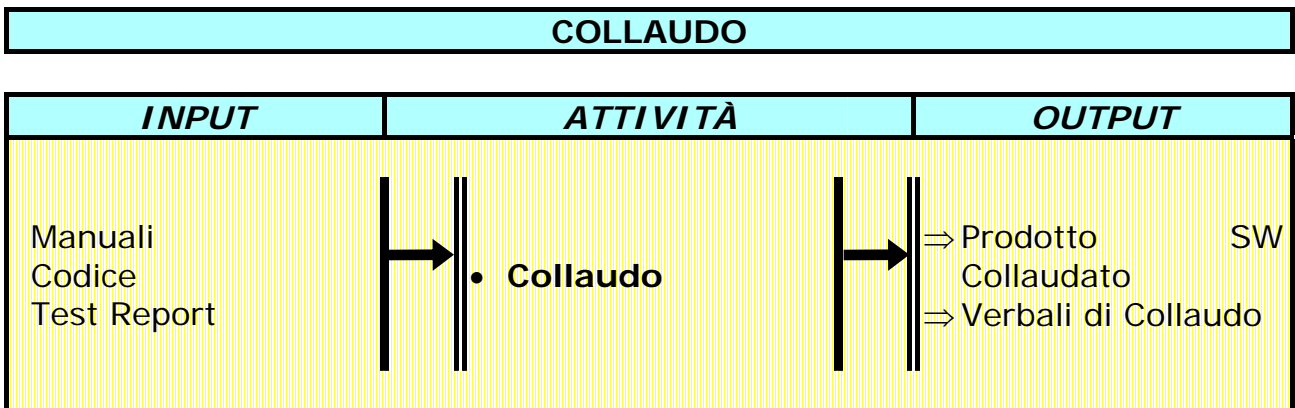 COLLAUDO
INPUT
ATTIVITÀ
OUTPUT
Manuali
Codice
Test Report
• Collaudo
⇒ Prodotto SW
Collaudato
⇒ Verbali di Collaudo